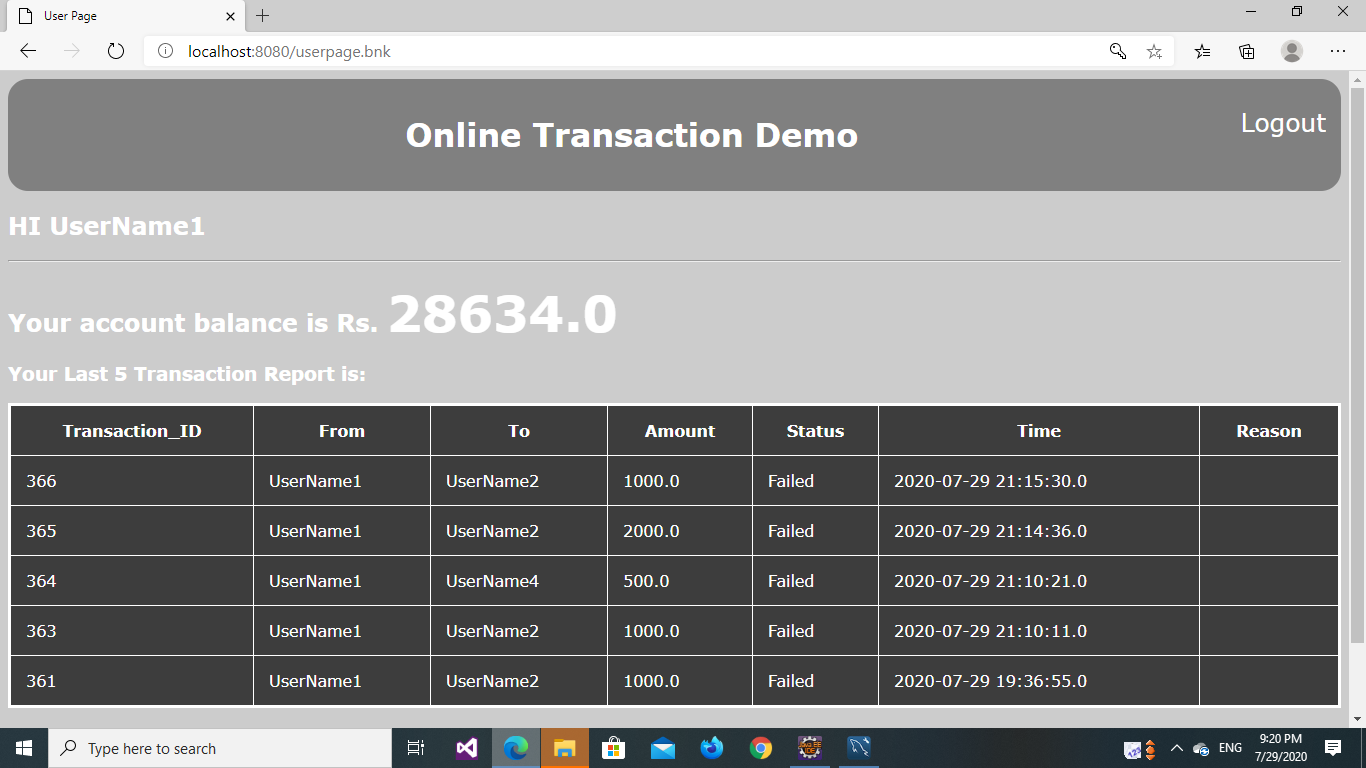 User Page
localhost:8080/userpage.bnk
Online Transaction Demo
Logout
HI UserName1
Your account balance is Rs. 28634.0
Your Last 5 Transaction Report is:
Transaction_ID From To Amount Status Time Reason
366 UserName1 UserName2 1000.0 Failed 2020-07-29 21:15:30.0
365 UserName1 UserName2 2000.0 Failed 2020-07-29 21:14:36.0
364 UserName1 UserName4 500.0 Failed 2020-07-29 21:10:21.0
363 UserName1 UserName2 1000.0 Failed 2020-07-29 21:10:11.0
361 UserName1 UserName2 1000.0 Failed 2020-07-29 19:36:55.0
Type here to search
ENG
9:20 PM
7/29/2020